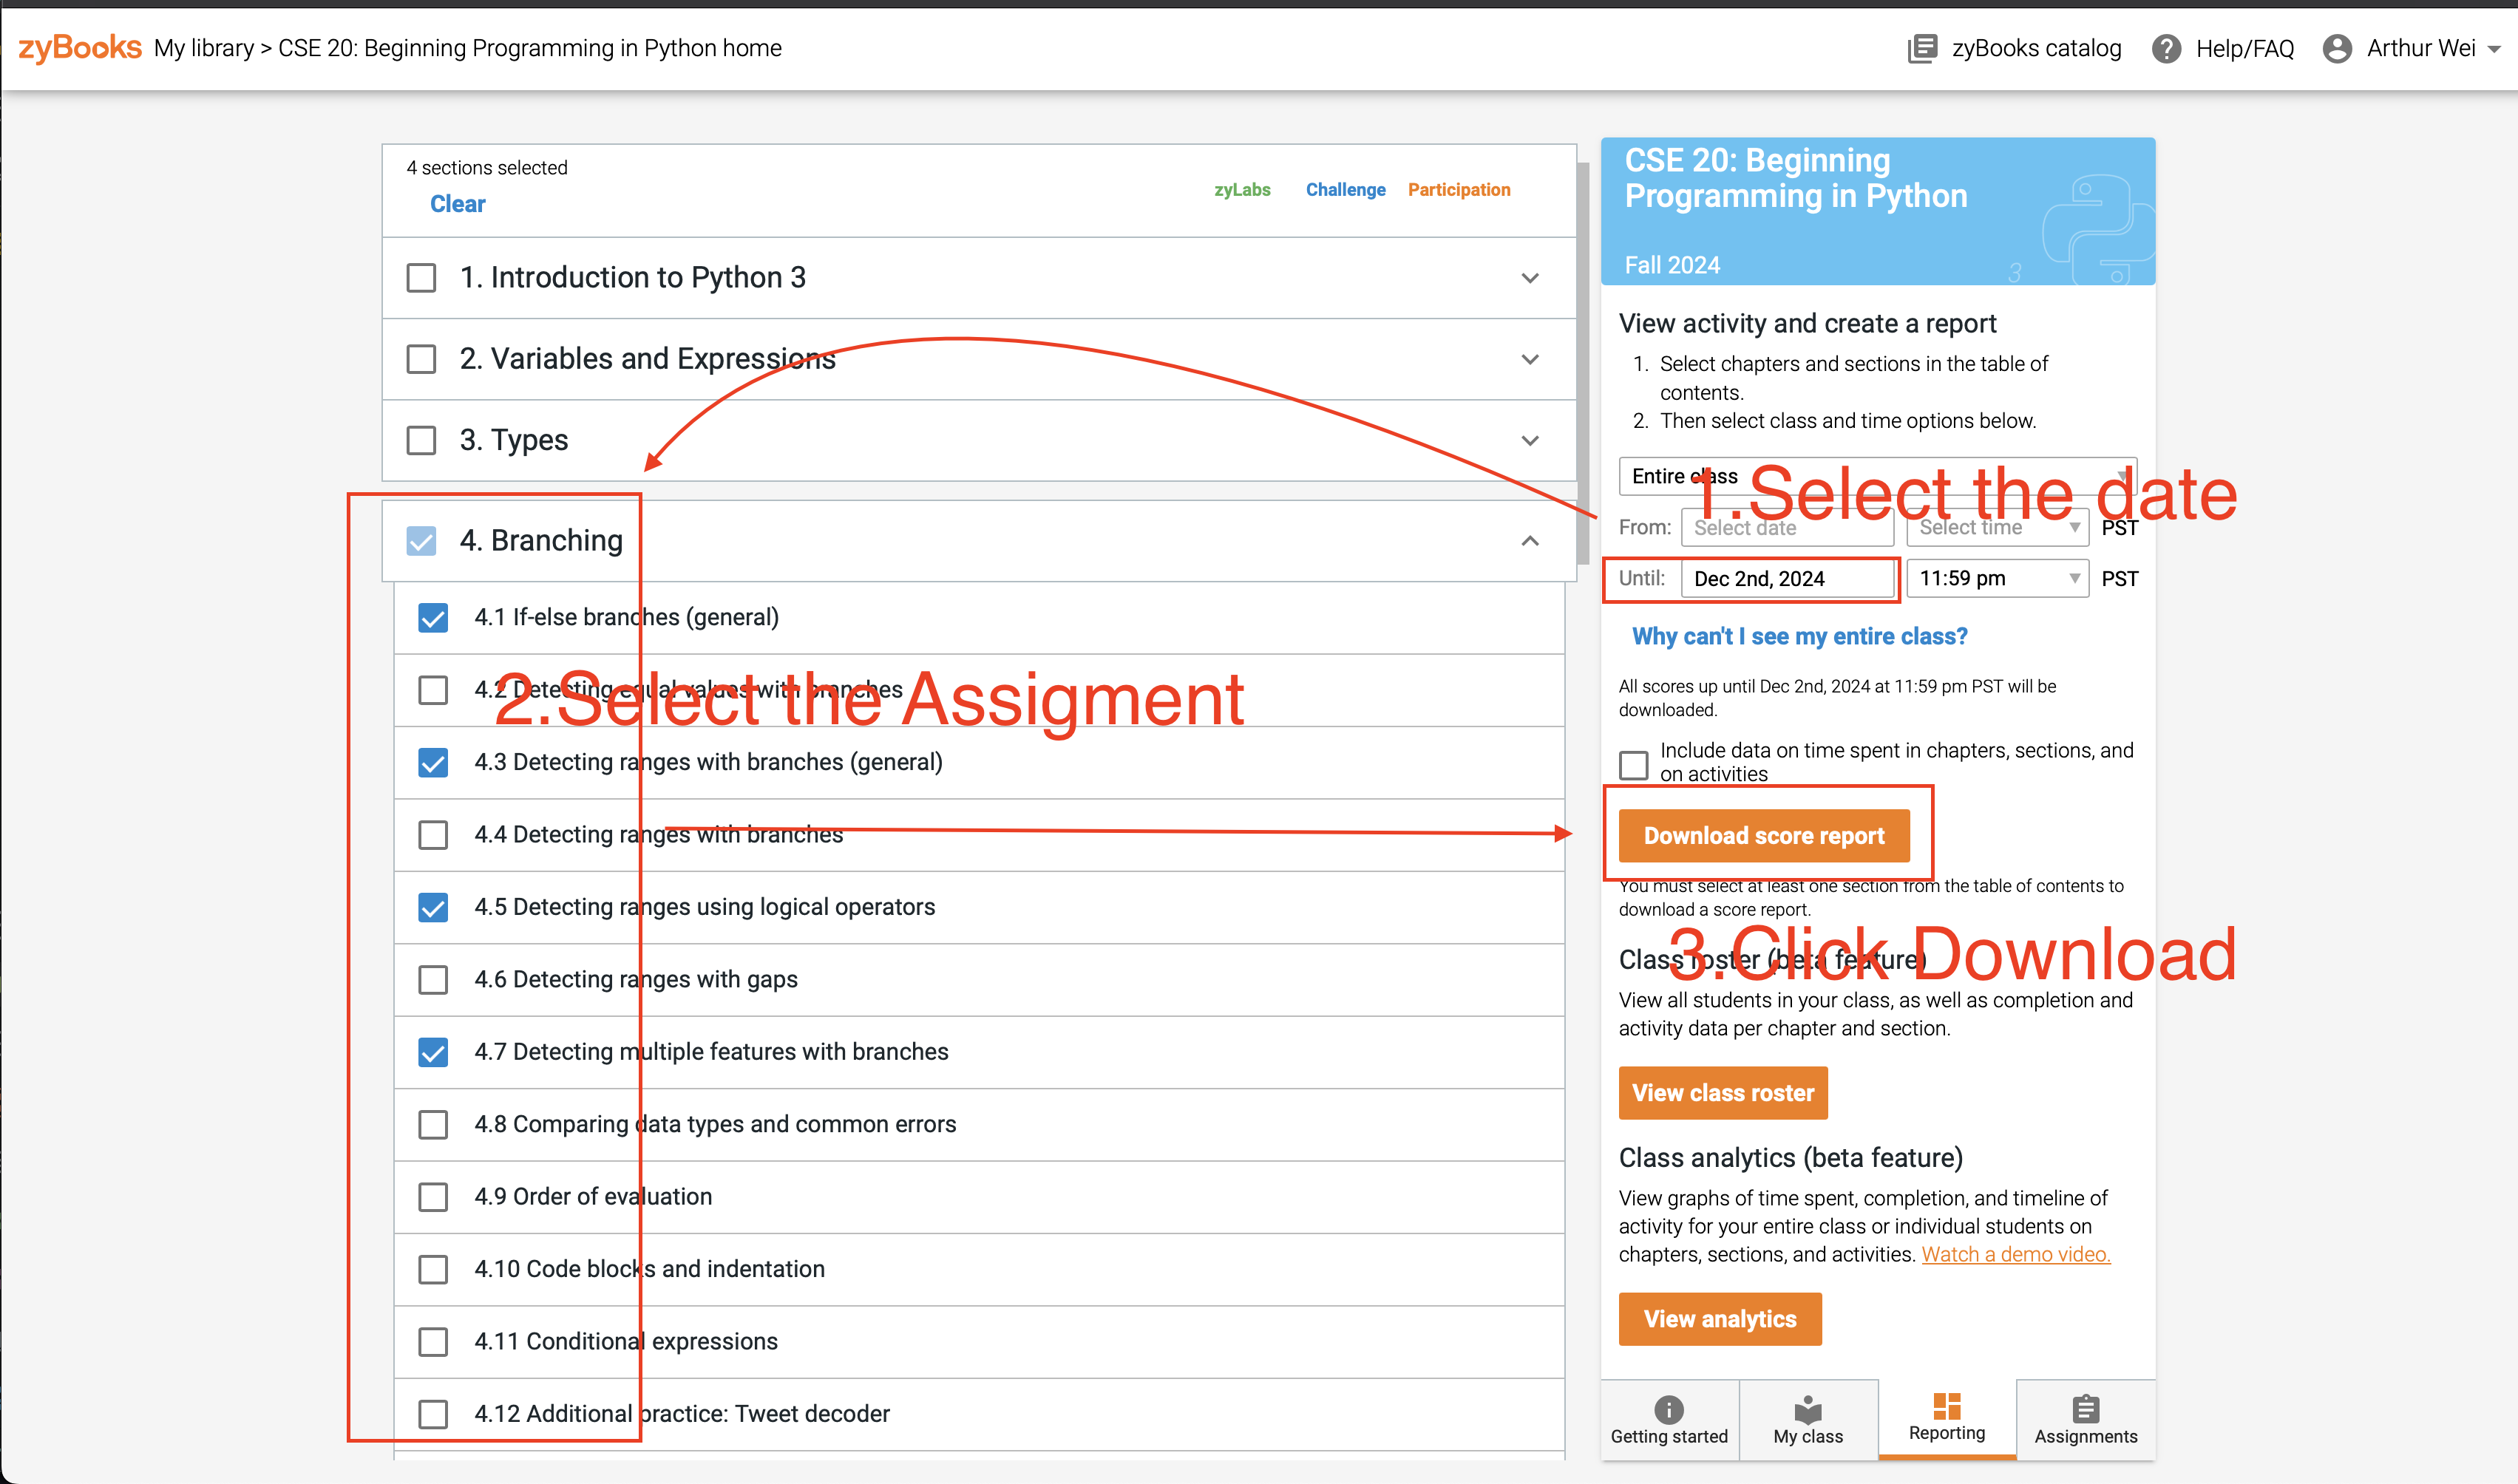 zyBooks My library > CSE 20: Beginning Programming in Python home
zyBooks catalog
Help/FAQ
Arthur Wei
4 sections selected
Clear
zyLabs
Challenge
Participation
1. Introduction to Python 3
2. Variables and Expressions
3. Types
4. Branching
4.1 If-else branches (general)
4.2 Detecting equal values with branches
2.Select the Assigment
4.3 Detecting ranges with branches (general)
4.4 Detecting ranges with branches
4.5 Detecting ranges using logical operators
4.6 Detecting ranges with gaps
4.7 Detecting multiple features with branches
4.8 Comparing data types and common errors
4.9 Order of evaluation
4.10 Code blocks and indentation
4.11 Conditional expressions
4.12 Additional practice: Tweet decoder
CSE 20: Beginning
Programming in Python
Fall 2024
3
View activity and create a report
1. Select chapters and sections in the table of
contents.
2. Then select class and time options below.
Entire class
1.Select the date
From: Select date Select time PST
Until: Dec 2nd, 2024 11:59 pm PST
Why can't I see my entire class?
All scores up until Dec 2nd, 2024 at 11:59 pm PST will be
downloaded.
Include data on time spent in chapters, sections, and
on activities
Download score report
You must select at least one section from the table of contents to
download a score report.
3.Click Download
Class roster (beta feature)
View all students in your class, as well as completion and
activity data per chapter and section.
View class roster
Class analytics (beta feature)
View graphs of time spent, completion, and timeline of
activity for your entire class or individual students on
chapters, sections, and activities. Watch a demo video.
View analytics
Getting started
My class
Reporting
Assignments